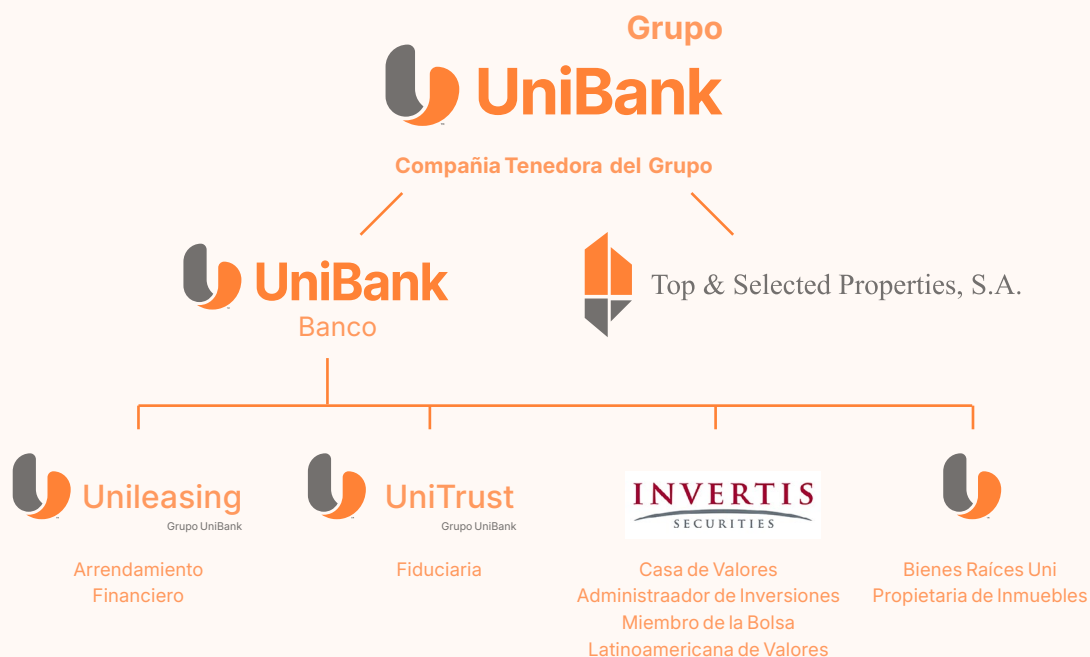 Grupo
UniBank
Compañia Tenedora del Grupo
UniBank
Banco
Top & Selected Properties, S.A.
Unileasing
Grupo UniBank
Arrendamiento
Financiero
UniTrust
Grupo UniBank
Fiduciaria
INVERTIS
SECURITIES
Casa de Valores
Administraador de Inversiones
Miembro de la Bolsa
Latinoamericana de Valores
Bienes Raíces Uni
Propietaria de Inmuebles